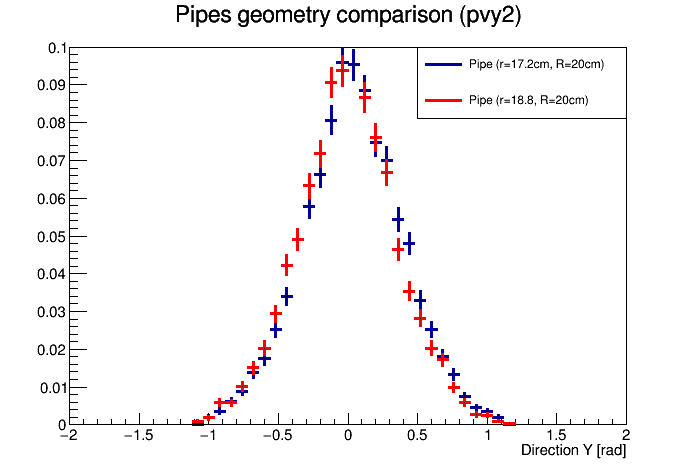 Pipes geometry comparison (pvy2)
Pipe (r=17.2cm, R=20cm)
Pipe (r=18.8, R=20cm)
0.1
0.09
0.08
0.07
0.06
0.05
0.04
0.03
0.02
0.01
0
−2 −1.5 −1 −0.5 0 0.5 1 1.5 2
Direction Y [rad]